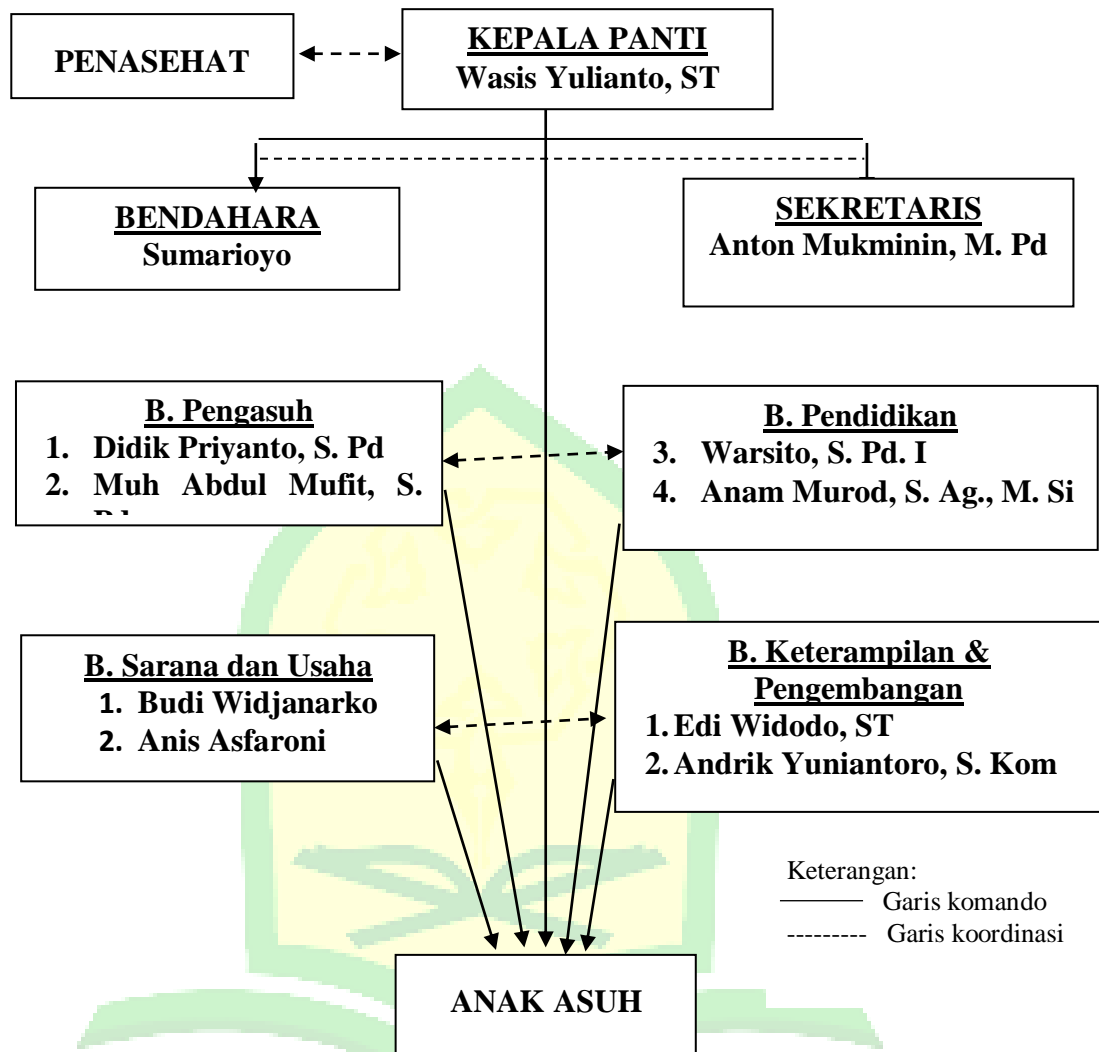 PENASEHAT
KEPALA PANTI
Wasis Yulianto, ST
BENDAHARA
Sumarioyo
SEKRETARIS
Anton Mukminin, M. Pd
B. Pengasuh
1. Didik Priyanto, S. Pd
2. Muh Abdul Mufit, S.
B. Pendidikan
3. Warsito, S. Pd. I
4. Anam Murod, S. Ag., M. Si
B. Sarana dan Usaha
1. Budi Widjanarko
2. Anis Asfaroni
B. Keterampilan &
Pengembangan
1. Edi Widodo, ST
2. Andrik Yuniantoro, S. Kom
Keterangan:
Garis komando
--------- Garis koordinasi
ANAK ASUH